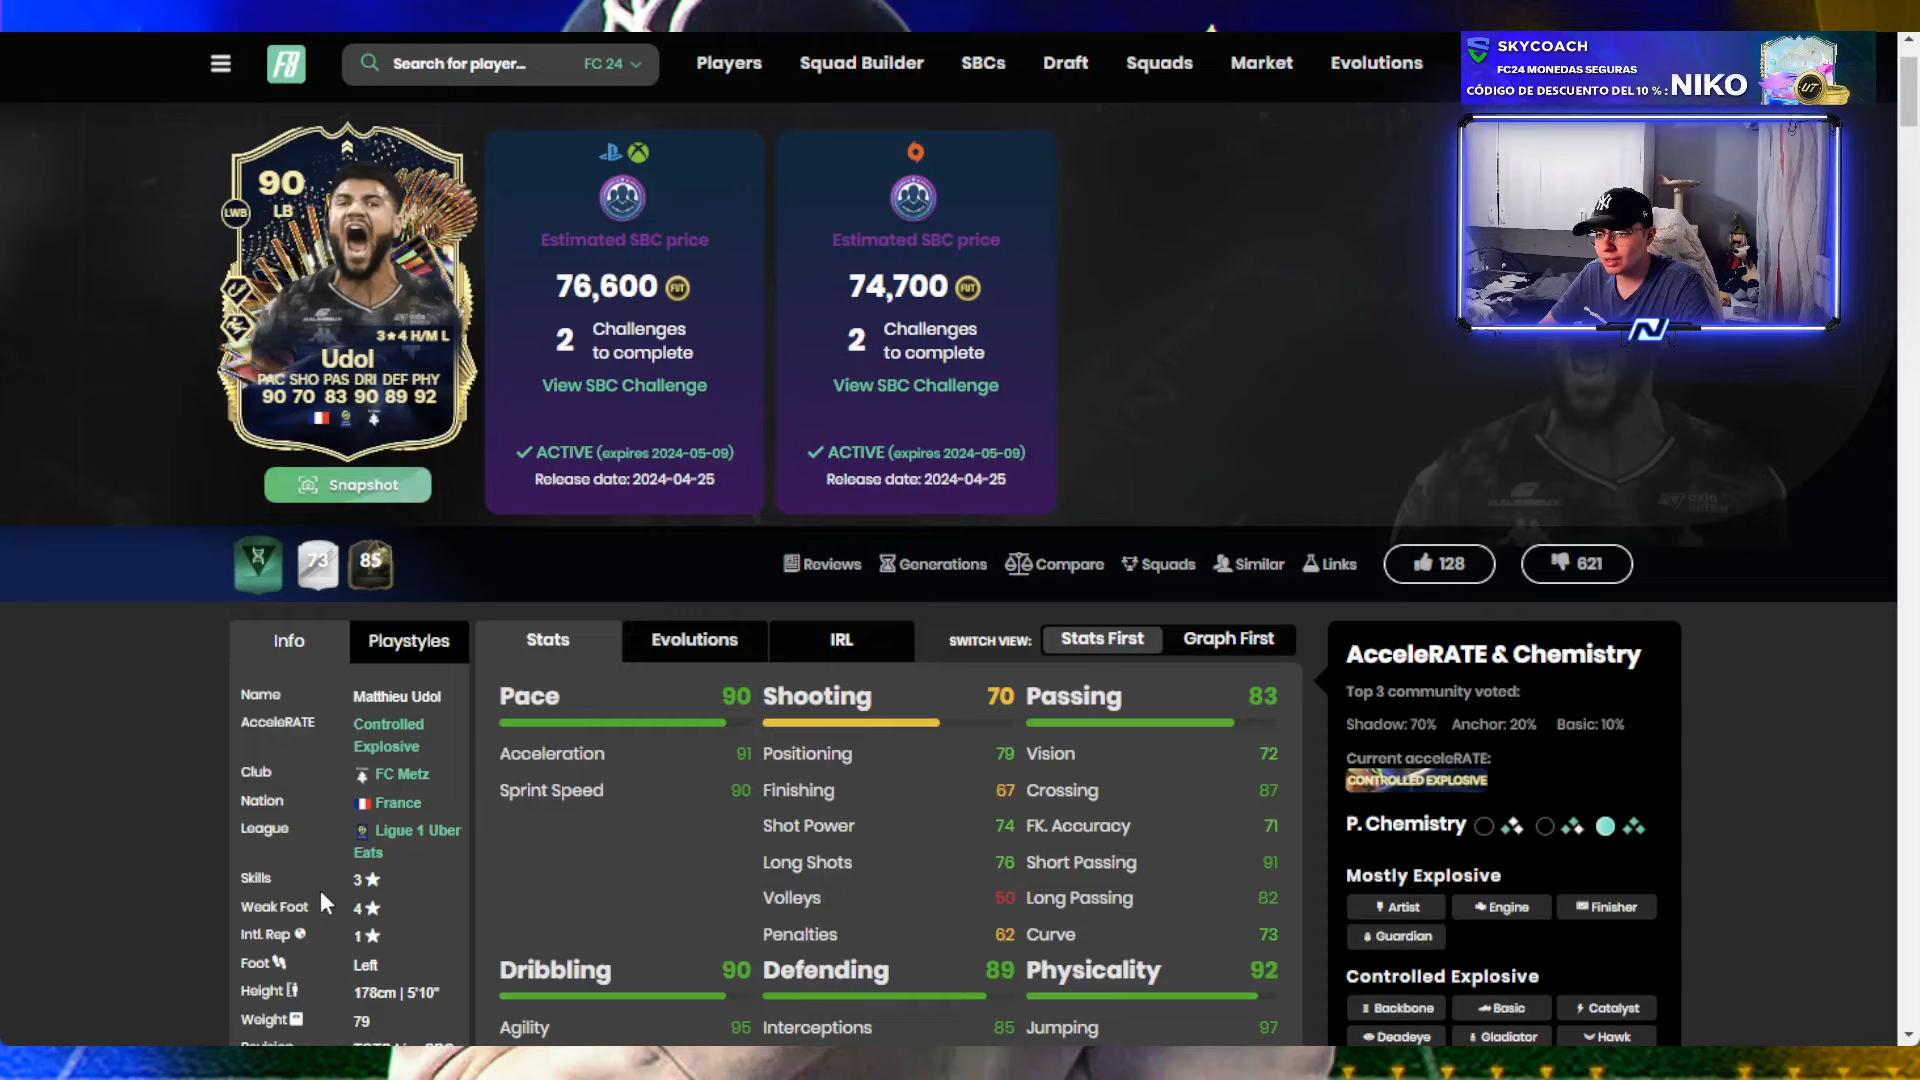 Search for player...
FC 24
Players
Squad Builder
SBCs
Draft
Squads
Market
Evolutions
SKYCOACH
FC24 MONEDAS SEGURAS
CÓDIGO DE DESCUENTO DEL 10 % : NIKO
UT
NY
90
LB
LWB
3★4 H/M L
Udol
PAC SHO PAS DRI DEF PHY
90 70 83 90 89 92
Snapshot
Estimated SBC price
76,600
FUT
2 Challenges to complete
View SBC Challenge
ACTIVE (expires 2024-05-09)
Release date: 2024-04-25
Estimated SBC price
74,700
FUT
2 Challenges to complete
View SBC Challenge
ACTIVE (expires 2024-05-09)
Release date: 2024-04-25
73
85
Reviews
Generations
Compare
Squads
Similar
Links
128
621
Info
Playstyles
Name Matthieu Udol
AcceleRATE Controlled
Explosive
Club FC Metz
Nation France
League Ligue 1 Uber
Eats
Skills 3 ★
Weak Foot 4 ★
Intl. Rep 1 ★
Foot Left
Height 178cm | 5'10"
Weight 79
Stats
Evolutions
IRL
SWITCH VIEW:
Stats First
Graph First
Pace 90
Acceleration 91
Sprint Speed 90
Shooting 70
Positioning 79
Finishing 67
Shot Power 74
Long Shots 76
Volleys 50
Penalties 62
Passing 83
Vision 72
Crossing 87
FK. Accuracy 71
Short Passing 91
Long Passing 82
Curve 73
Dribbling 90
Agility 95
Defending 89
Interceptions 85
Physicality 92
Jumping 97
AcceleRATE & Chemistry
Top 3 community voted:
Shadow: 70% Anchor: 20% Basic: 10%
Current acceleRATE:
CONTROLLED EXPLOSIVE
P. Chemistry
Mostly Explosive
Artist
Engine
Finisher
Guardian
Controlled Explosive
Backbone
Basic
Catalyst
Deadeye
Gladiator
Hawk